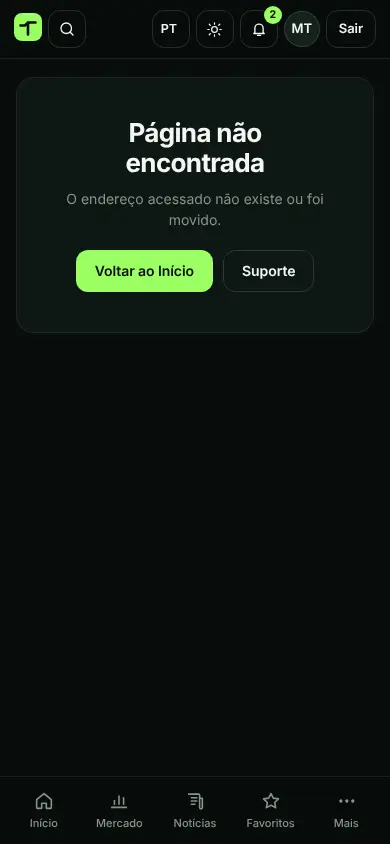 PT
2
MT
Sair
Página não
encontrada
O endereço acessado não existe ou foi
movido.
Voltar ao Início
Suporte
Início
Mercado
Notícias
Favoritos
Mais